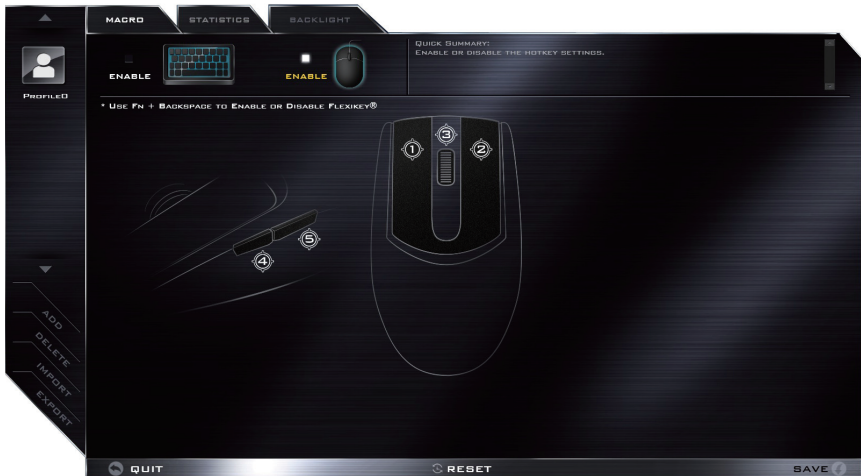 MACRO
STATISTICS
BACKLIGHT
PROFILE0
ENABLE
ENABLE
QUICK SUMMARY:
ENABLE OR DISABLE THE HOTKEY SETTINGS.
* USE FN + BACKSPACE TO ENABLE OR DISABLE FLEXIKEY®
1
3
2
4
5
ADD
DELETE
IMPORT
EXPORT
QUIT
RESET
SAVE